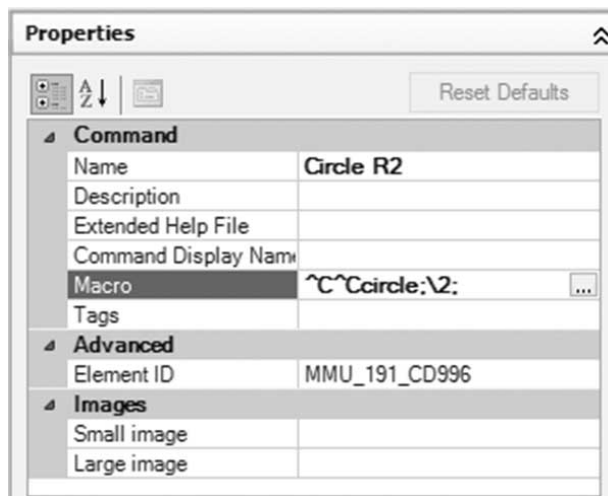 Properties
Reset Defaults
Command
Name Circle R2
Description
Extended Help File
Command Display Name
Macro ^C^Ccircle;\2; ...
Tags
Advanced
Element ID MMU_191_CD996
Images
Small image
Large image